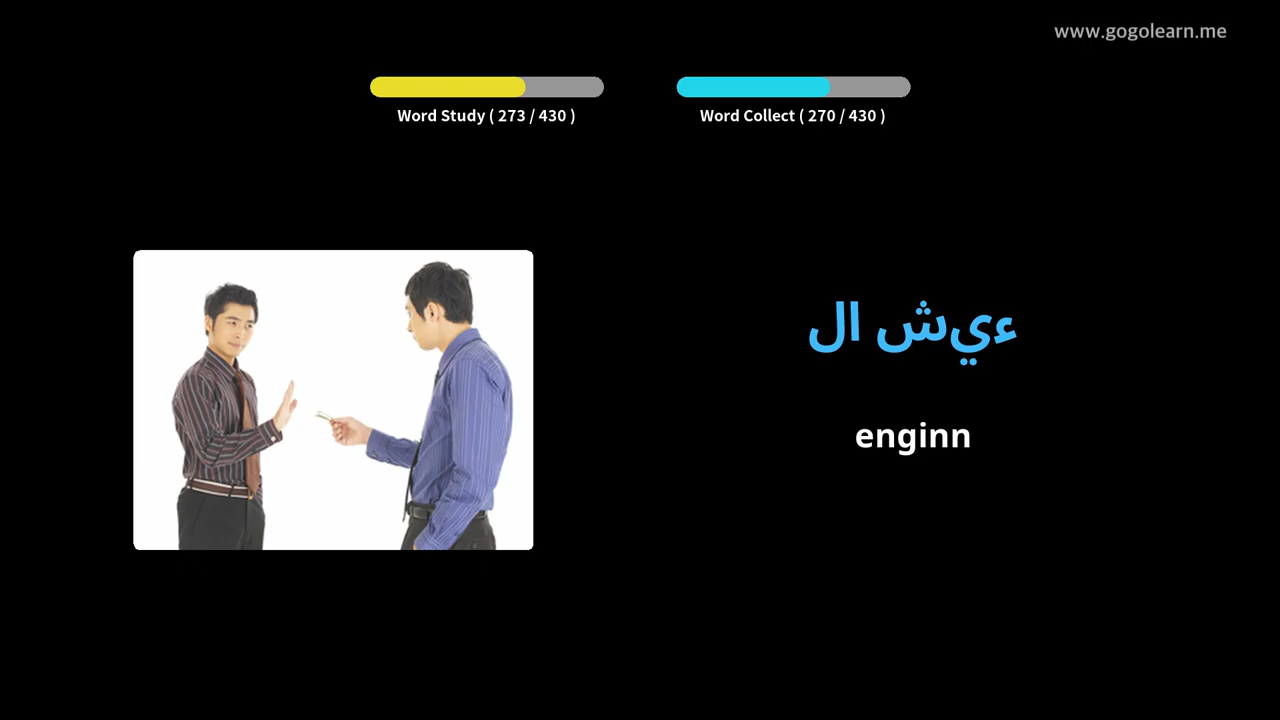 www.gogolearn.me
Word Study ( 273 / 430 )
Word Collect ( 270 / 430 )
ءيش ال
enginn